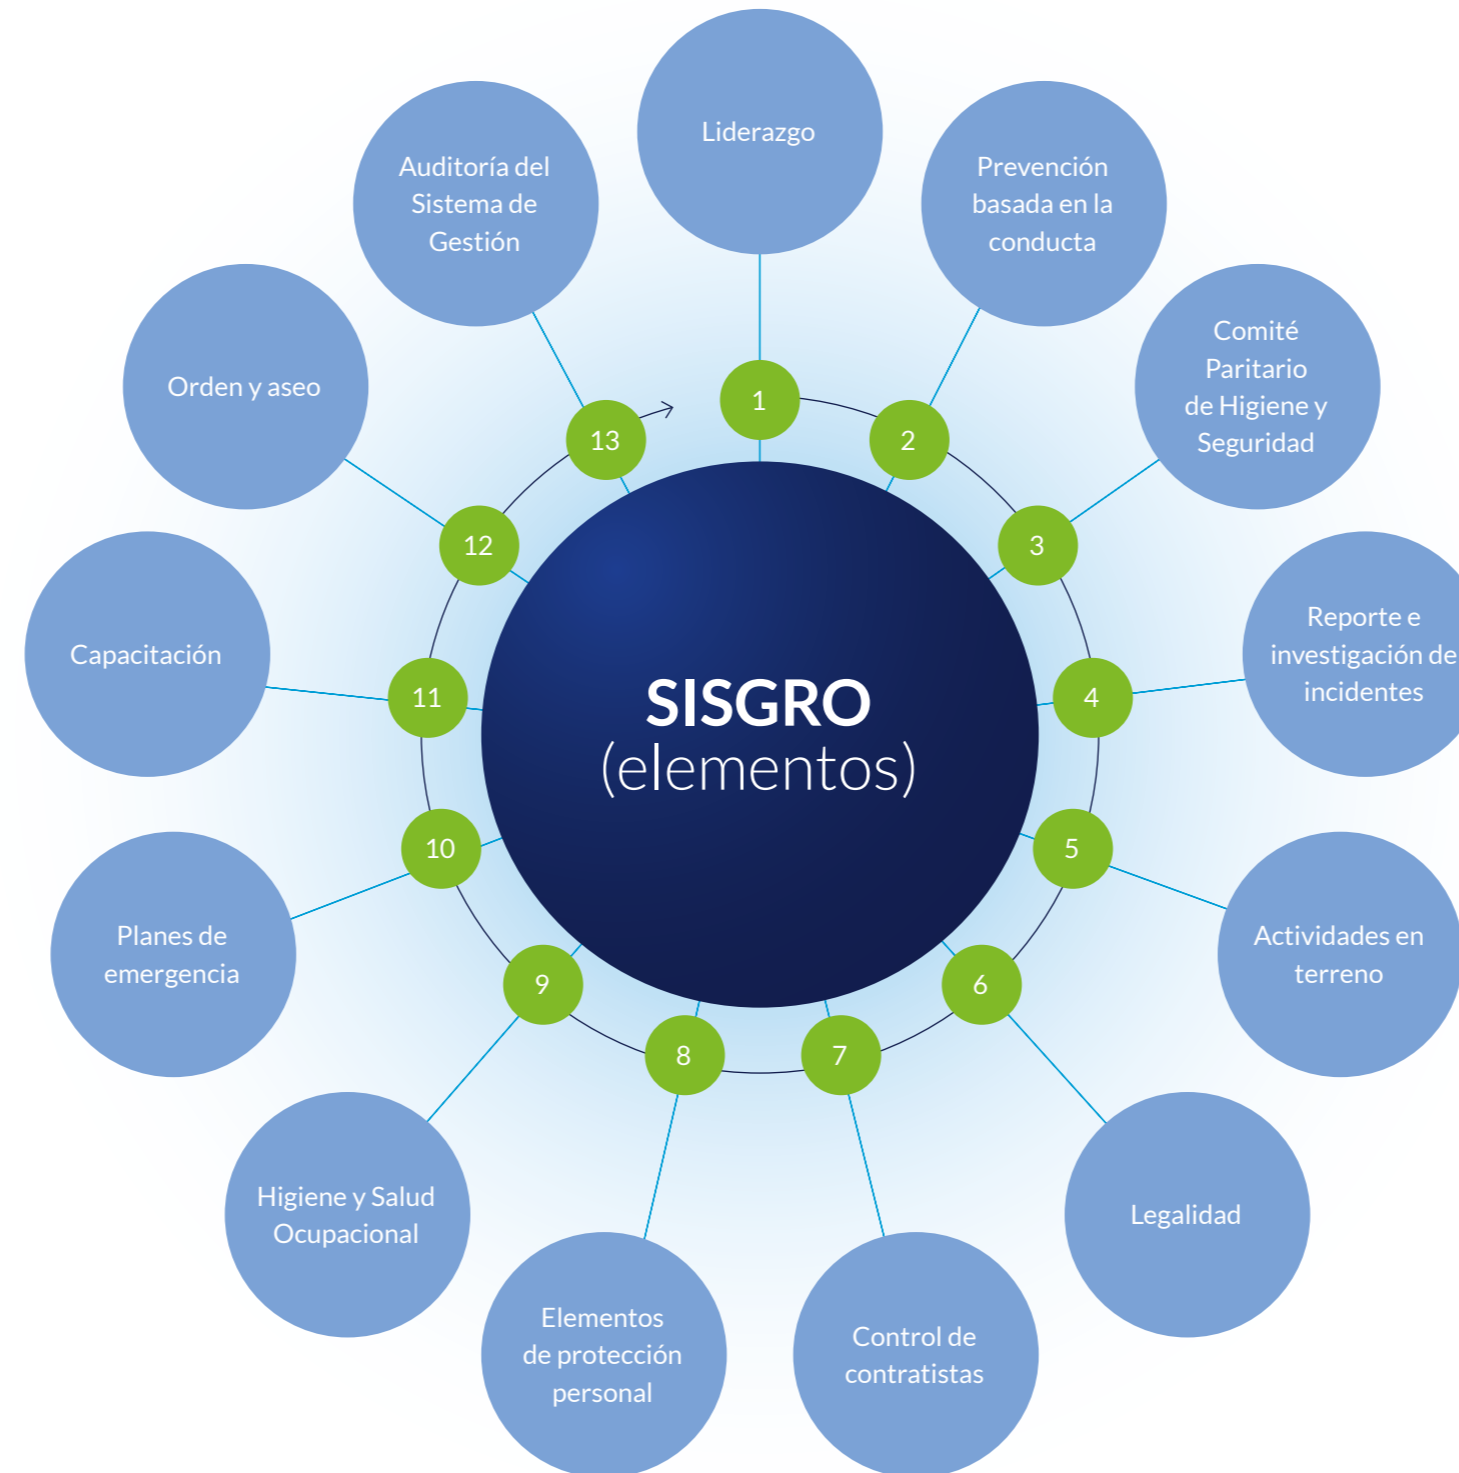 SISGRO
(elementos)
1
Liderazgo
2
Prevención
basada en la
conducta
3
Comité
Paritario
de Higiene y
Seguridad
4
Reporte e
investigación de
incidentes
5
Actividades en
terreno
6
Legalidad
7
Control de
contratistas
8
Elementos
de protección
personal
9
Higiene y Salud
Ocupacional
10
Planes de
emergencia
11
Capacitación
12
Orden y aseo
13
Auditoría del
Sistema de
Gestión